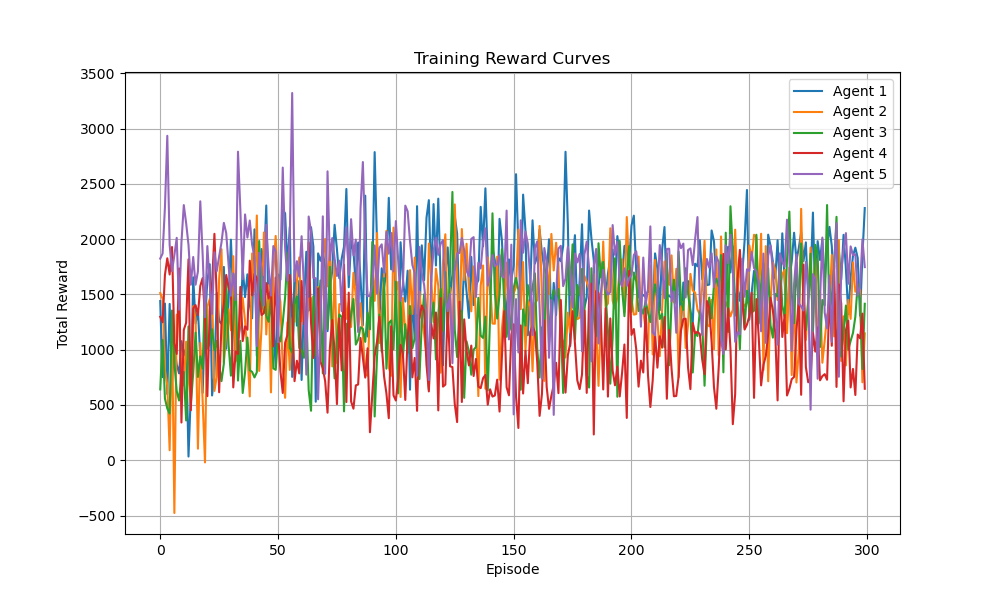 Training Reward Curves
3500
3000
2500
2000
1500
1000
500
0
−500
Total Reward
0
50
100
150
200
250
300
Episode
Agent 1
Agent 2
Agent 3
Agent 4
Agent 5